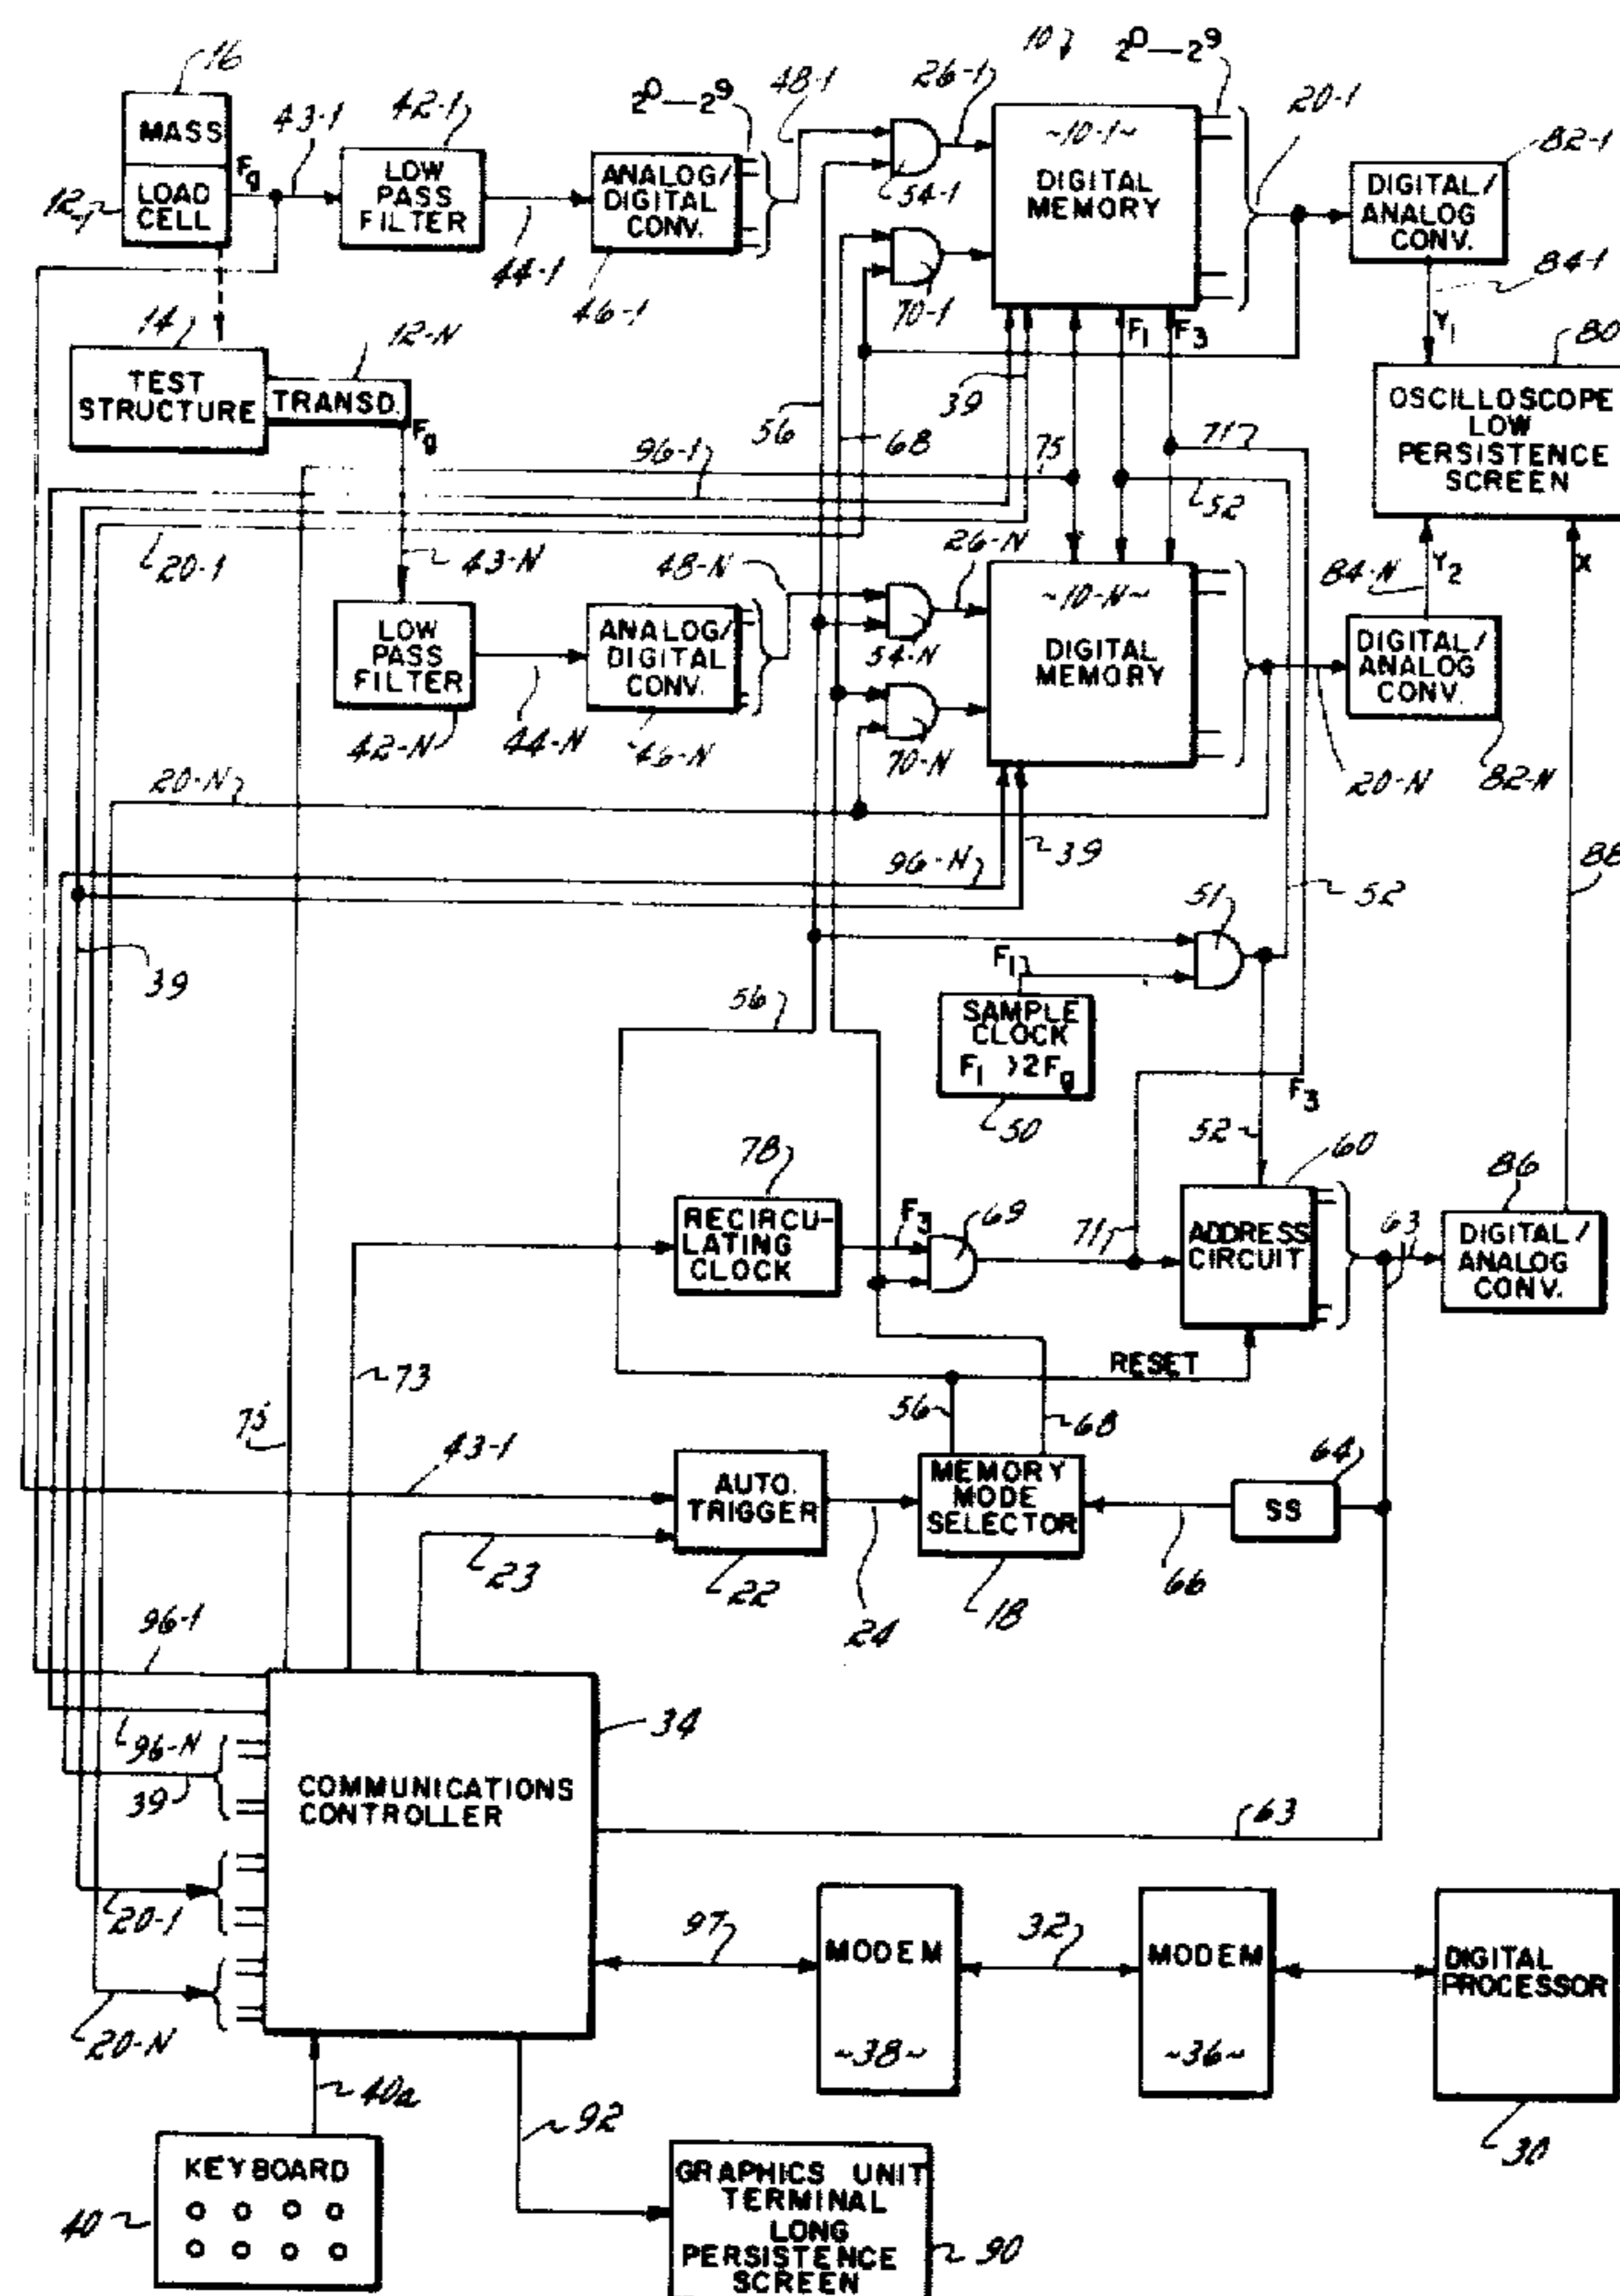 16
MASS
12-1
LOAD
CELL
Fg
43-1
42-1
LOW
PASS
FILTER
44-1
2⁰—2⁹
ANALOG/
DIGITAL
CONV.
46-1
48-1
54-1
26-1
70-1
10
2⁰—2⁹
~10-1~
DIGITAL
MEMORY
20-1
82-1
DIGITAL/
ANALOG
CONV.
84-1
Y1
80
OSCILLOSCOPE
LOW
PERSISTENCE
SCREEN
14
TEST
STRUCTURE
12-N
TRANSD.
Fg
56
68
39
F1
F3
96-1
75
71
52
20-1
43-N
LOW
PASS
FILTER
42-N
44-N
ANALOG/
DIGITAL
CONV.
46-N
48-N
54-N
26-N
70-N
~10-N~
DIGITAL
MEMORY
84-N
Y2
X
DIGITAL/
ANALOG
CONV.
20-N
82-N
20-N
96-N
39
88
51
52
39
56
F1
SAMPLE
CLOCK
F1 >2Fg
50
F3
52
60
78
RECIRCU-
LATING
CLOCK
F3
69
71
ADDRESS
CIRCUIT
63
86
DIGITAL/
ANALOG
CONV.
73
RESET
75
43-1
56
68
64
AUTO.
TRIGGER
MEMORY
MODE
SELECTOR
SS
23
22
24
18
66
96-1
96-N
39
20-1
20-N
COMMUNICATIONS
CONTROLLER
34
63
97
MODEM
~38~
32
MODEM
~36~
DIGITAL
PROCESSOR
30
40a
92
KEYBOARD
40
GRAPHICS UNIT
TERMINAL
LONG
PERSISTENCE
SCREEN
90